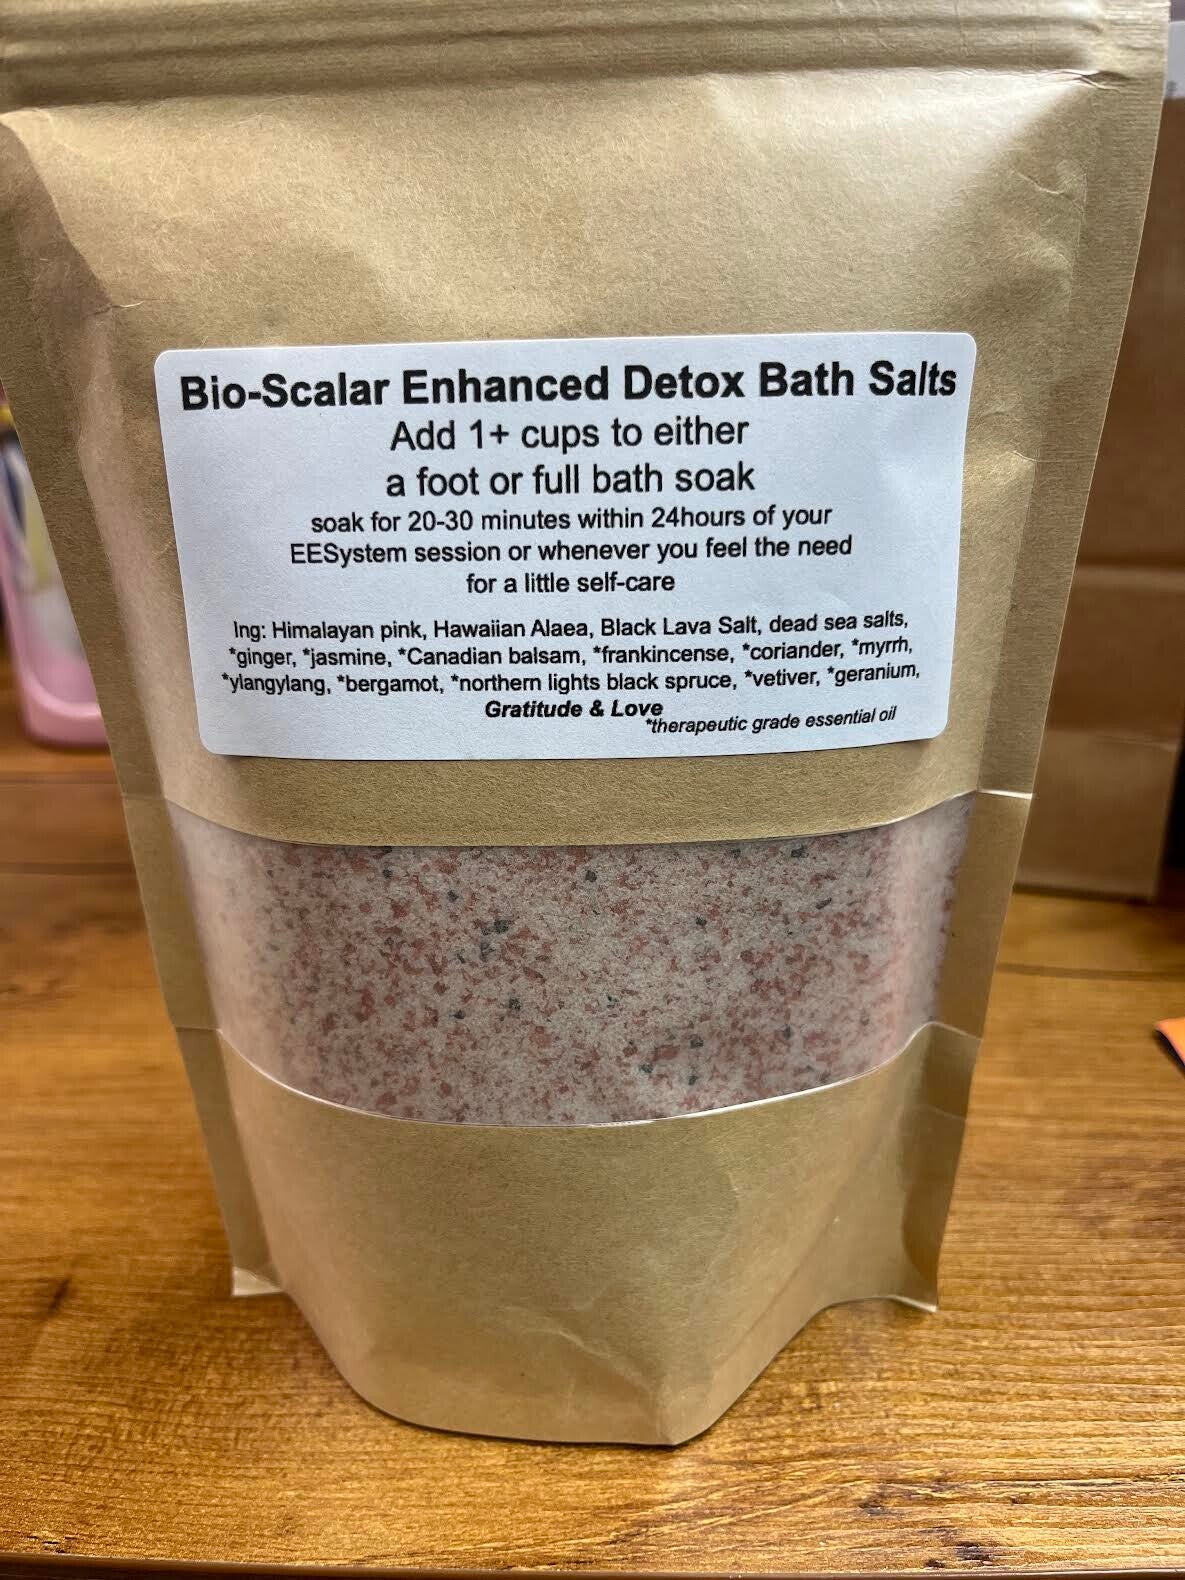 Bio-Scalar Enhanced Detox Bath Salts
Add 1+ cups to either
a foot or full bath soak
soak for 20-30 minutes within 24hours of your
EESystem session or whenever you feel the need
for a little self-care
Ing: Himalayan pink, Hawaiian Alaea, Black Lava Salt, dead sea salts,
*ginger, *jasmine, *Canadian balsam, *frankincense, *coriander, *myrrh,
*ylangylang, *bergamot, *northern lights black spruce, *vetiver, *geranium,
Gratitude & Love
*therapeutic grade essential oil